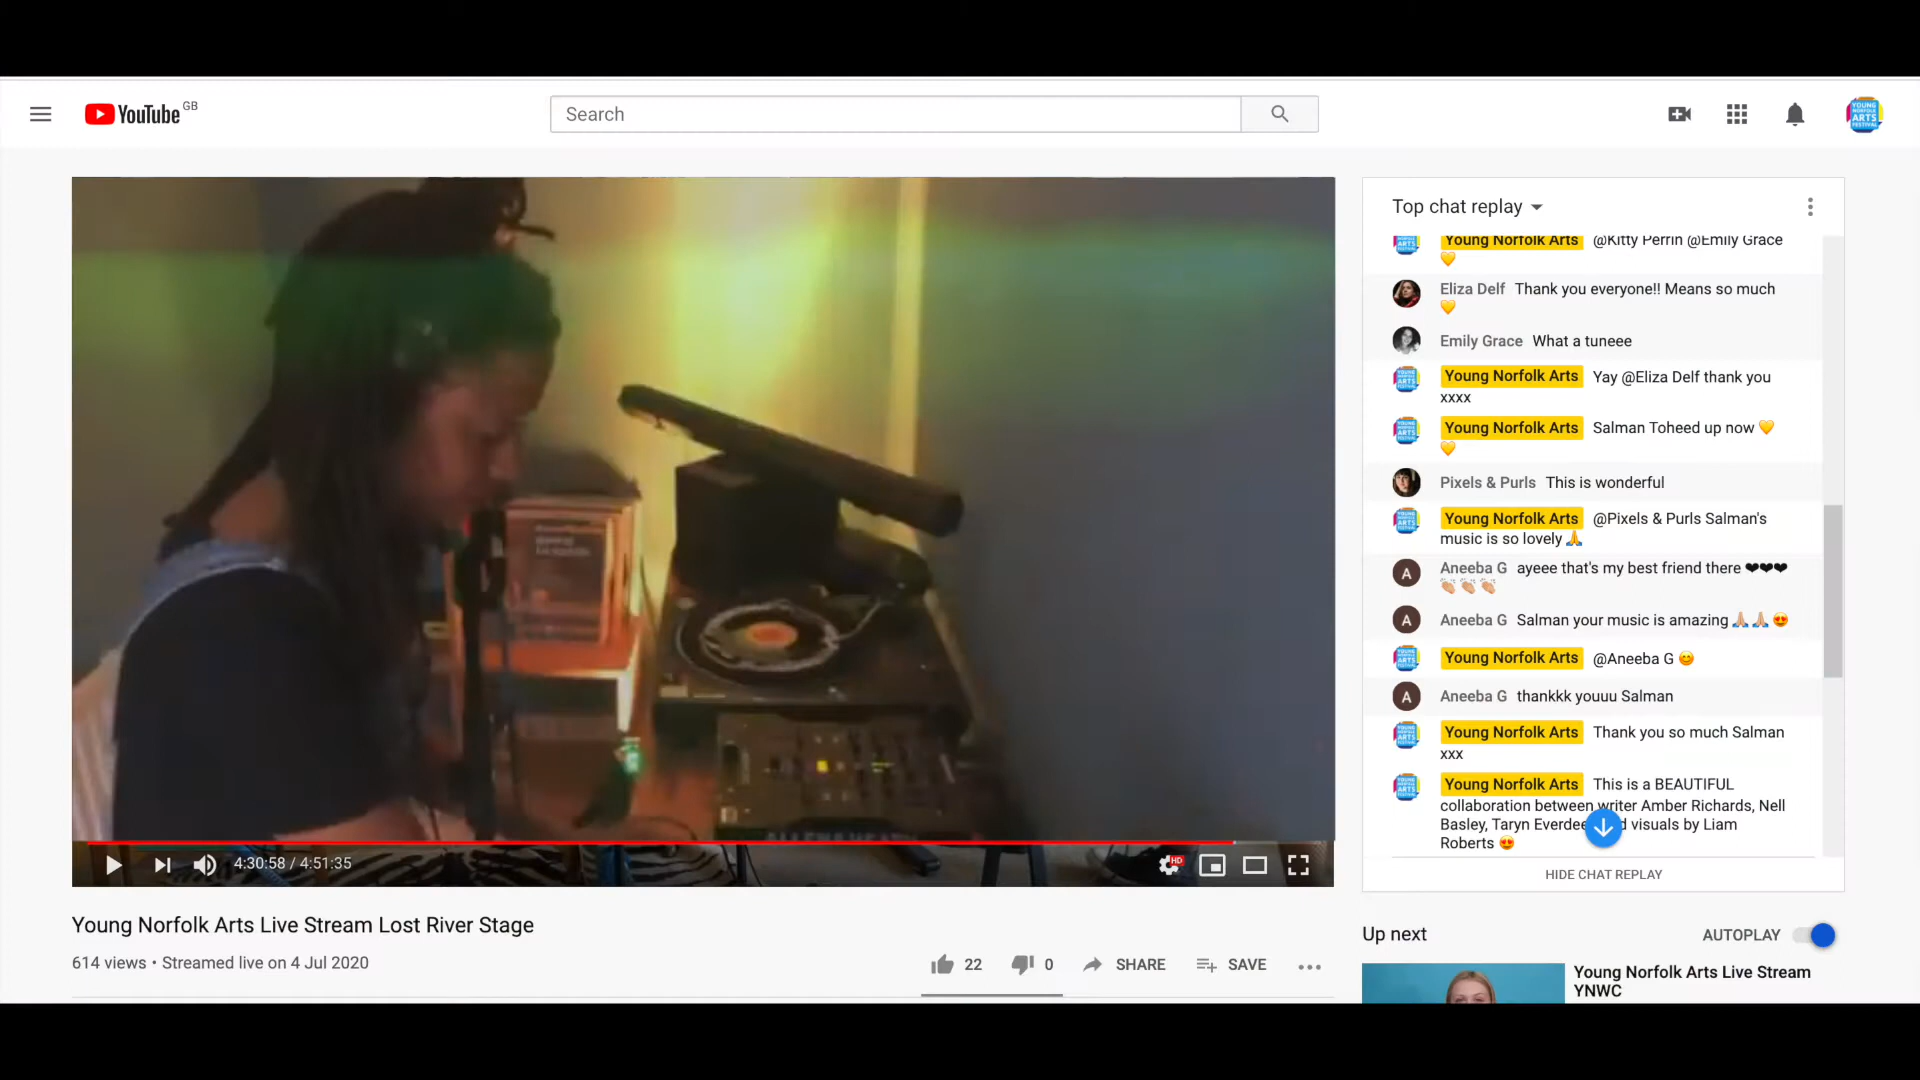 YouTube GB
Search
Top chat replay
Young Norfolk Arts @Kitty Perrin @Emily Grace
💛
Eliza Delf Thank you everyone!! Means so much
💛
Emily Grace What a tuneee
Young Norfolk Arts Yay @Eliza Delf thank you
xxxx
Young Norfolk Arts Salman Toheed up now 💛
💛
Pixels & Purls This is wonderful
Young Norfolk Arts @Pixels & Purls Salman's
music is so lovely 🙏
A Aneeba G ayeee that's my best friend there ❤❤❤
👏🏼 👏🏼 👏🏼
A Aneeba G Salman your music is amazing 🙏🏼 🙏🏼 😍
Young Norfolk Arts @Aneeba G 😊
A Aneeba G thankkk youuu Salman
Young Norfolk Arts Thank you so much Salman
xxx
Young Norfolk Arts This is a BEAUTIFUL
collaboration between writer Amber Richards, Nell
Basley, Taryn visuals by Liam
Roberts 😍
HIDE CHAT REPLAY
4:30:58 / 4:51:35
HD
Young Norfolk Arts Live Stream Lost River Stage
614 views • Streamed live on 4 Jul 2020
22
0
SHARE
SAVE
Up next
AUTOPLAY
Young Norfolk Arts Live Stream
YNWC
YOUNG
NORFOLK
ARTS
FESTIVAL
ALLEN&HEATH